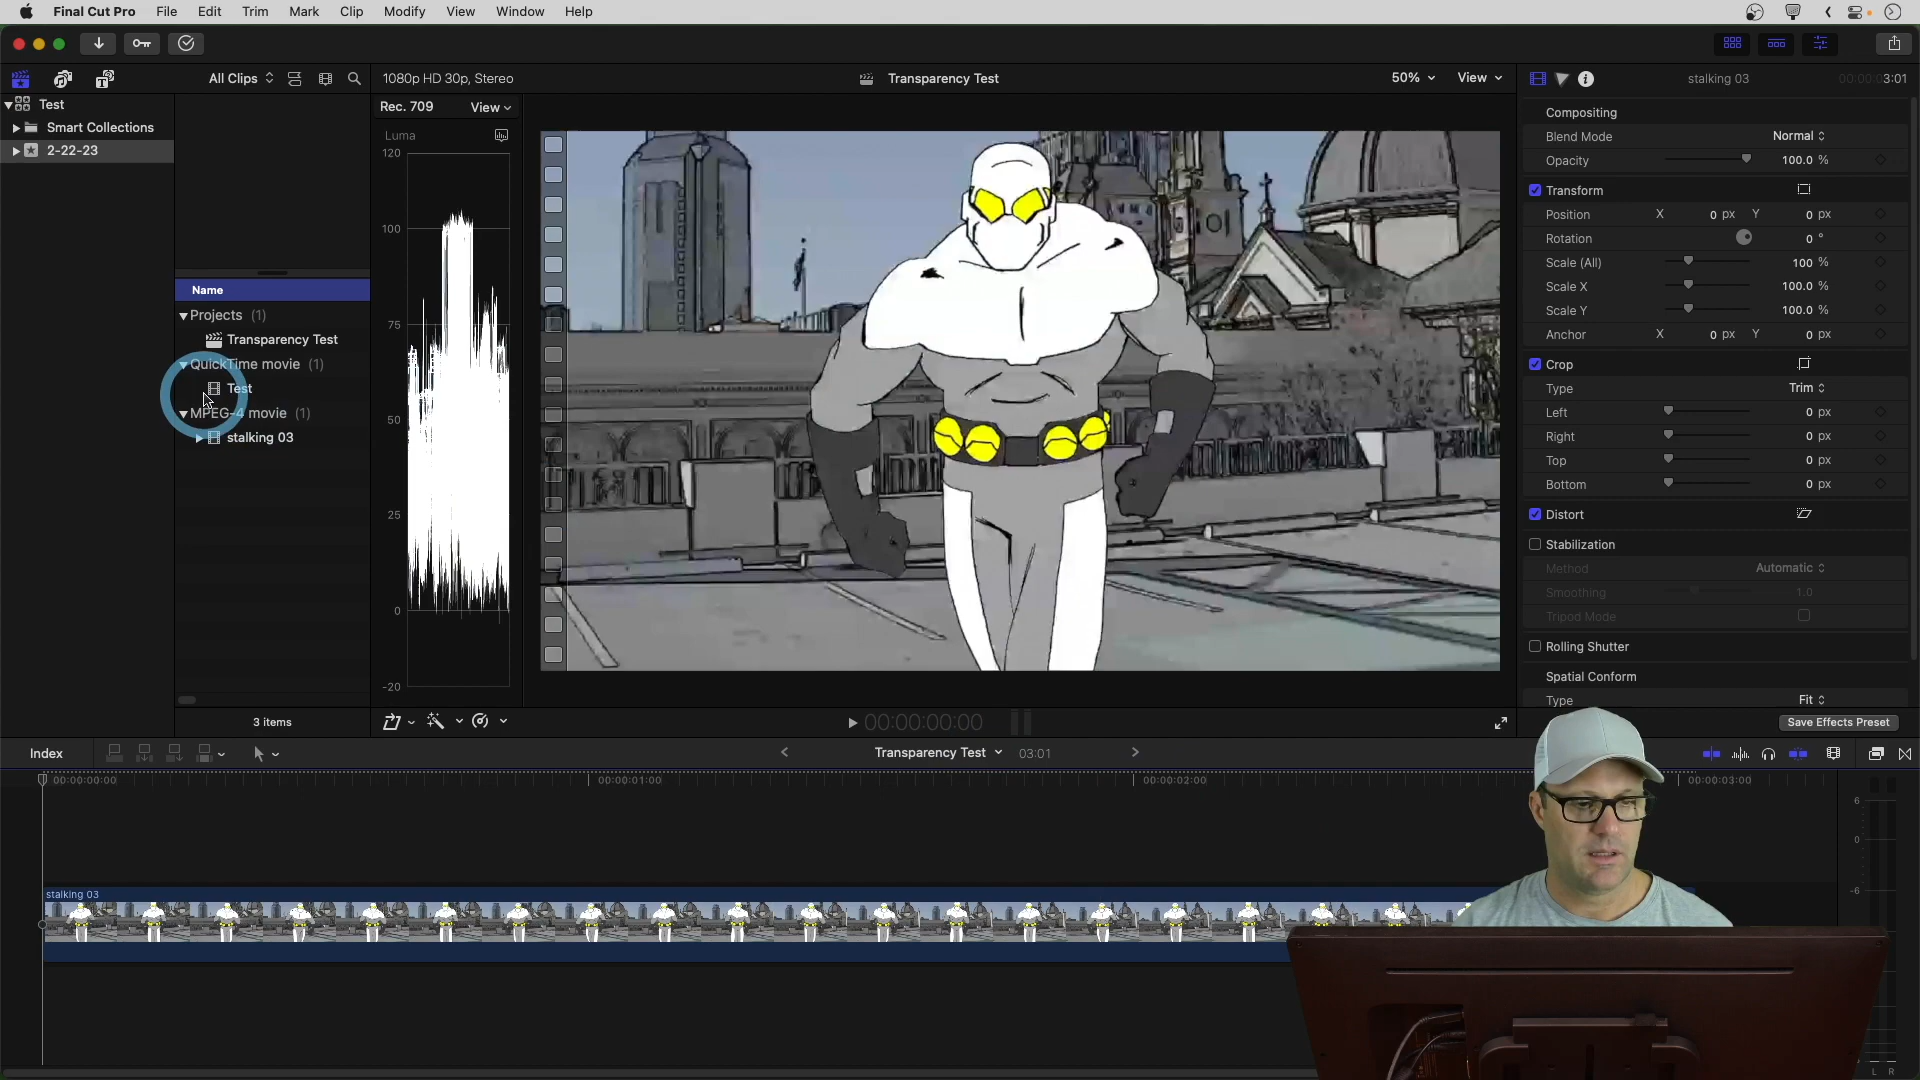 Final Cut Pro File Edit Trim Mark Clip Modify View Window Help
All Clips
1080p HD 30p, Stereo
Transparency Test
50%
View
stalking 03
00:00:03:01
Test
Smart Collections
2-22-23
Name
Projects (1)
Transparency Test
QuickTime movie (1)
Test
MPEG-4 movie (1)
stalking 03
3 items
Rec. 709
View
Luma
120
100
75
50
25
0
-20
00:00:00:00
Compositing
Blend Mode Normal
Opacity 100.0 %
Transform
Position X 0 px Y 0 px
Rotation 0 °
Scale (All) 100 %
Scale X 100.0 %
Scale Y 100.0 %
Anchor X 0 px Y 0 px
Crop
Type Trim
Left 0 px
Right 0 px
Top 0 px
Bottom 0 px
Distort
Stabilization
Method Automatic
Smoothing 1.0
Tripod Mode
Rolling Shutter
Spatial Conform
Type Fit
Save Effects Preset
Index
Transparency Test
03:01
00:00:00:00
00:00:01:00
00:00:02:00
00:00:03:00
stalking 03
6
0
-6
L R